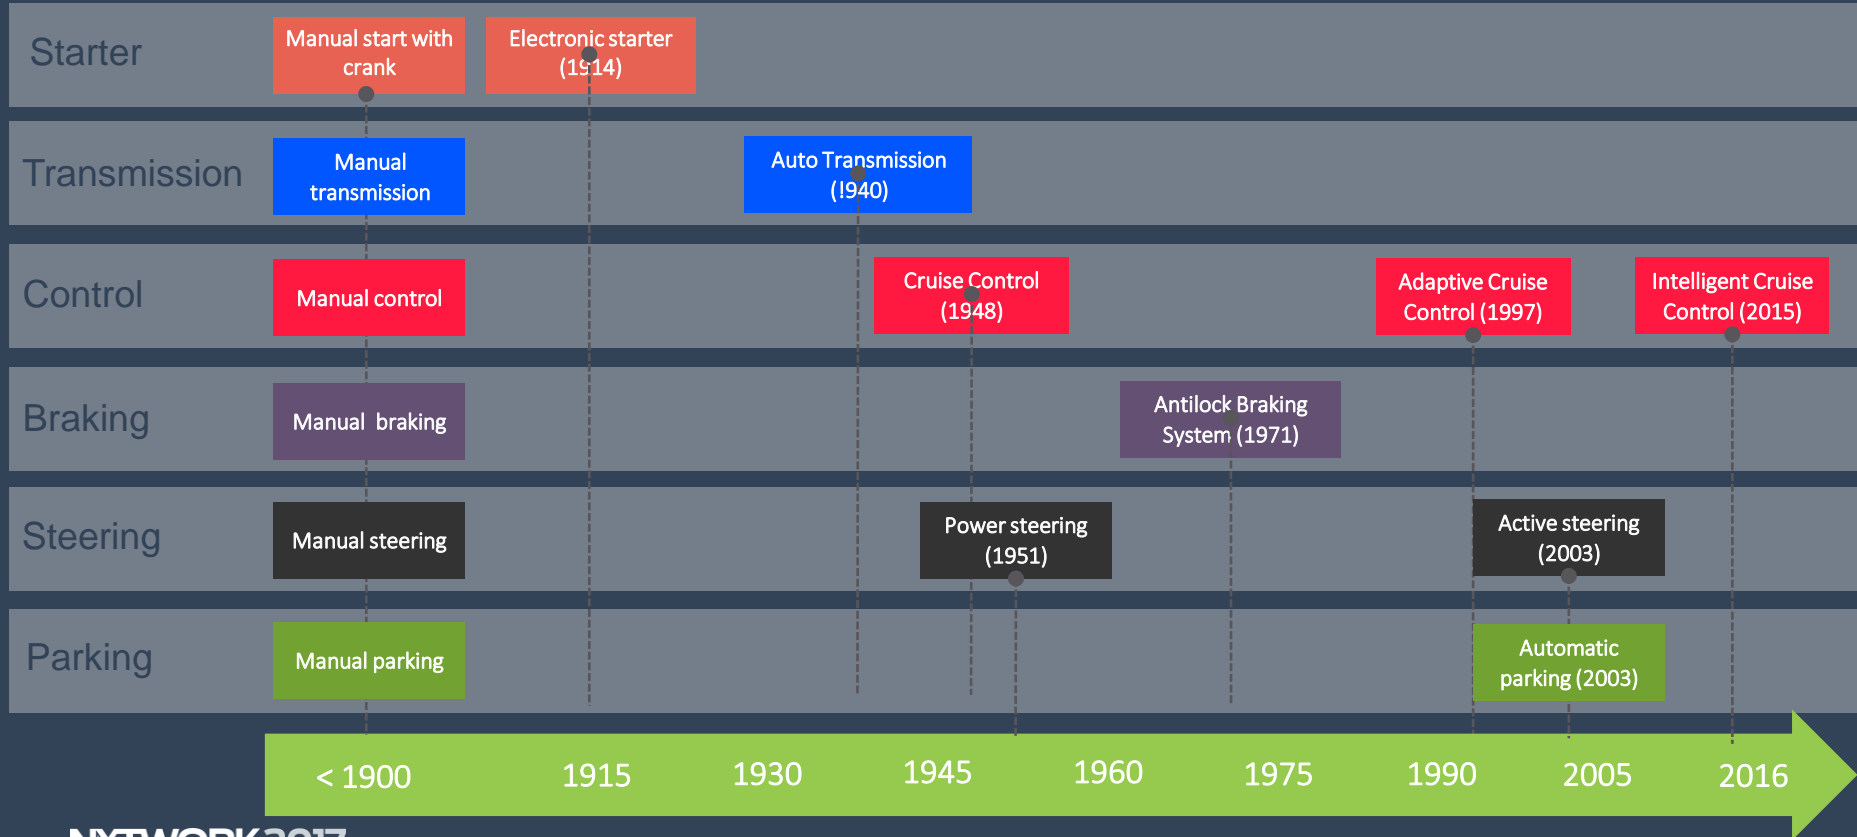 Starter
Manual start with
crank
Electronic starter
(1914)
Transmission
Manual
transmission
Auto Transmission
(!940)
Control
Manual control
Cruise Control
(1948)
Adaptive Cruise
Control (1997)
Intelligent Cruise
Control (2015)
Braking
Manual braking
Antilock Braking
System (1971)
Steering
Manual steering
Power steering
(1951)
Active steering
(2003)
Parking
Manual parking
Automatic
parking (2003)
< 1900
1915
1930
1945
1960
1975
1990
2005
2016
NXTWORK 2017